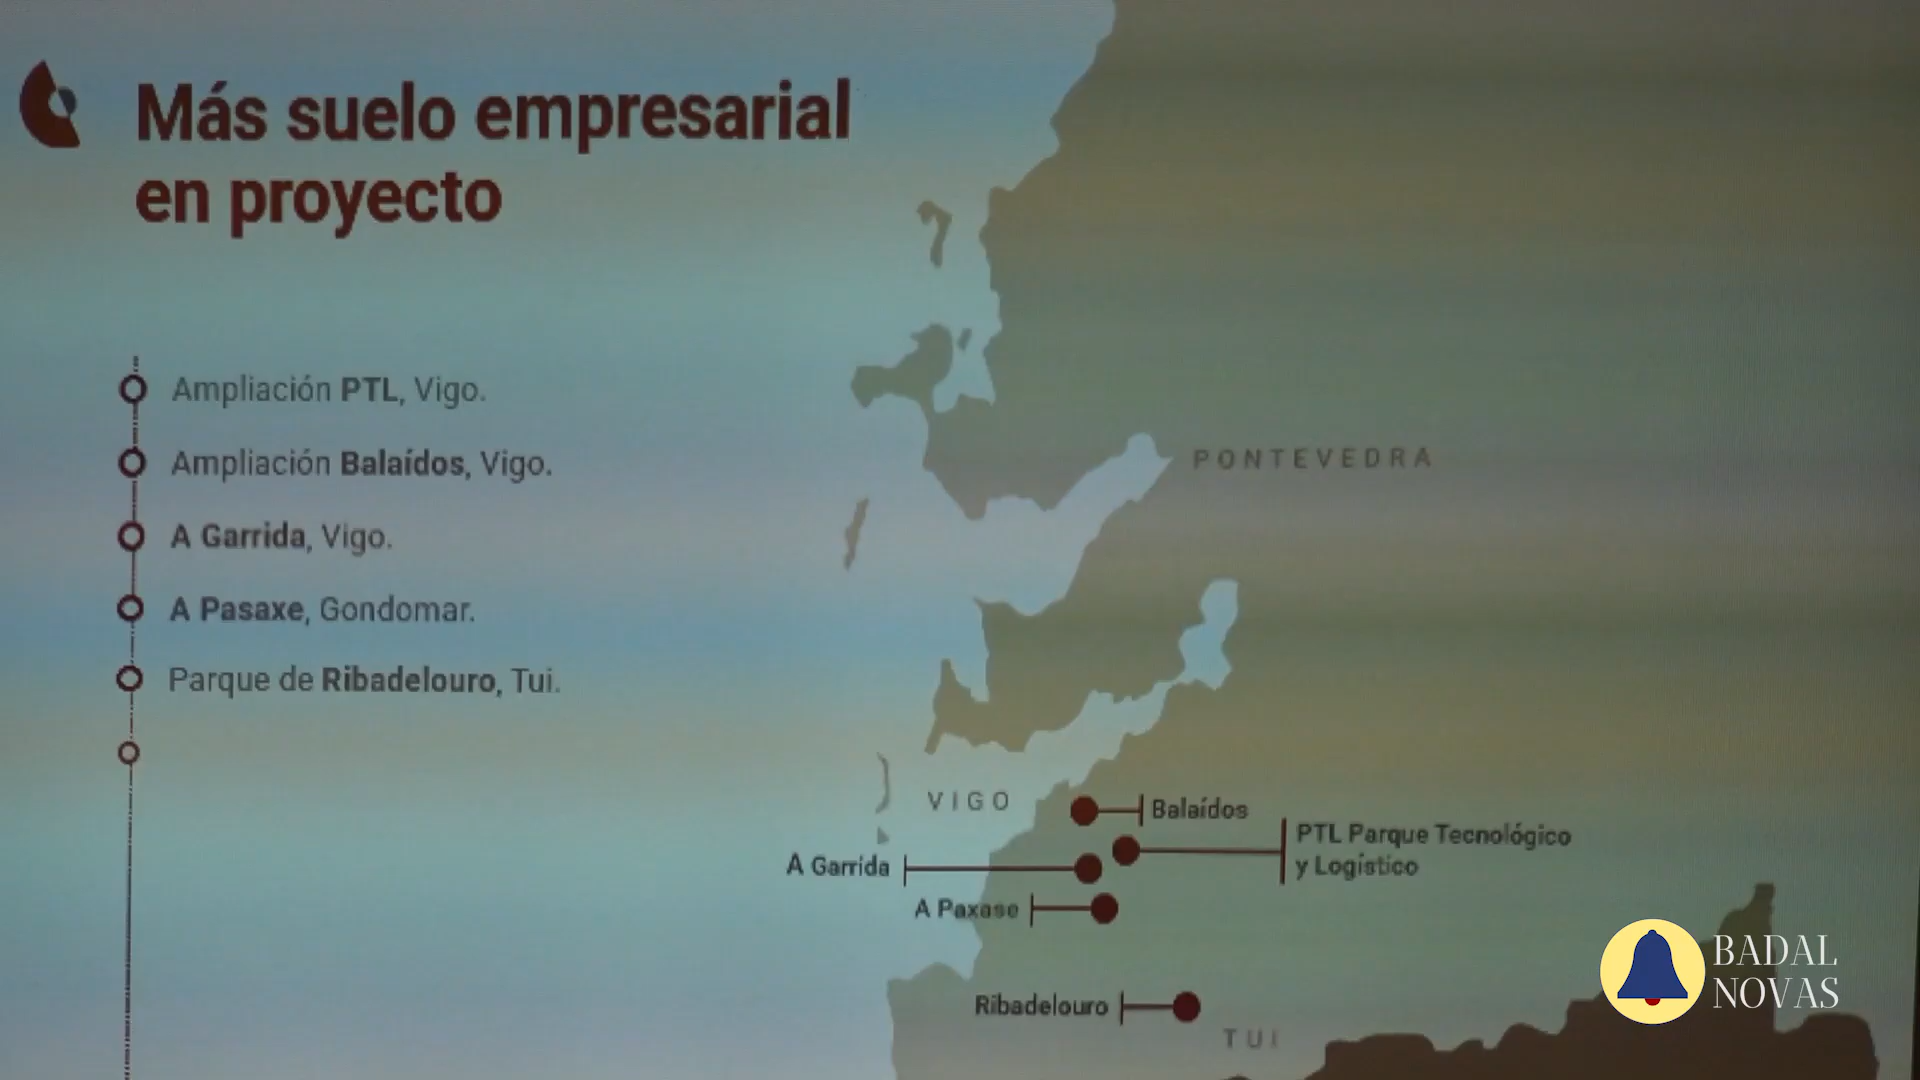 Más suelo empresarial
en proyecto
Ampliación PTL, Vigo.
Ampliación Balaídos, Vigo.
A Garrida, Vigo.
A Pasaxe, Gondomar.
Parque de Ribadelouro, Tui.
PONTEVEDRA
VIGO
Balaídos
PTL Parque Tecnológico
y Logístico
A Garrida
A Paxase
Ribadelouro
TUI
BADAL
NOVAS